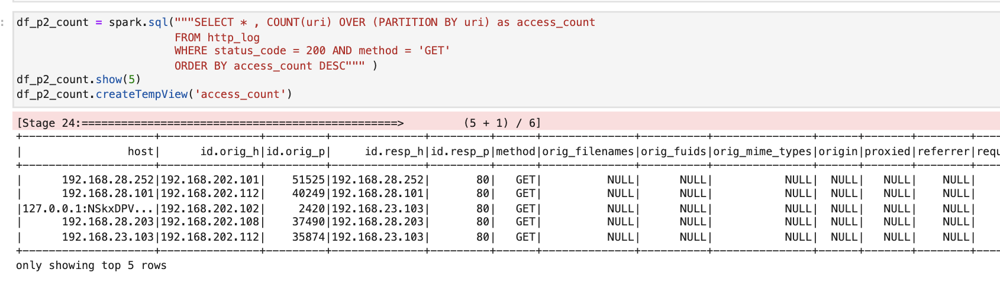 :
df_p2_count = spark.sql("""SELECT * , COUNT(uri) OVER (PARTITION BY uri) as access_count
                        FROM http_log
                        WHERE status_code = 200 AND method = 'GET'
                        ORDER BY access_count DESC""" )
df_p2_count.show(5)
df_p2_count.createTempView('access_count')
[Stage 24:================================================>         (5 + 1) / 6]
+--------------------+---------------+---------+--------------+---------+------+--------------+----------+---------------+------+-------+--------+----
|                host|      id.orig_h|id.orig_p|     id.resp_h|id.resp_p|method|orig_filenames|orig_fuids|orig_mime_types|origin|proxied|referrer|requ
+--------------------+---------------+---------+--------------+---------+------+--------------+----------+---------------+------+-------+--------+----
|      192.168.28.252|192.168.202.101|    51525|192.168.28.252|       80|   GET|          NULL|      NULL|           NULL|  NULL|   NULL|    NULL|
|      192.168.28.101|192.168.202.112|    40249|192.168.28.101|       80|   GET|          NULL|      NULL|           NULL|  NULL|   NULL|    NULL|
|127.0.0.1:NSkxDPV...|192.168.202.102|     2420|192.168.23.103|       80|   GET|          NULL|      NULL|           NULL|  NULL|   NULL|    NULL|
|      192.168.28.203|192.168.202.108|    37490|192.168.28.203|       80|   GET|          NULL|      NULL|           NULL|  NULL|   NULL|    NULL|
|      192.168.23.103|192.168.202.112|    35874|192.168.23.103|       80|   GET|          NULL|      NULL|           NULL|  NULL|   NULL|    NULL|
+--------------------+---------------+---------+--------------+---------+------+--------------+----------+---------------+------+-------+--------+----
only showing top 5 rows